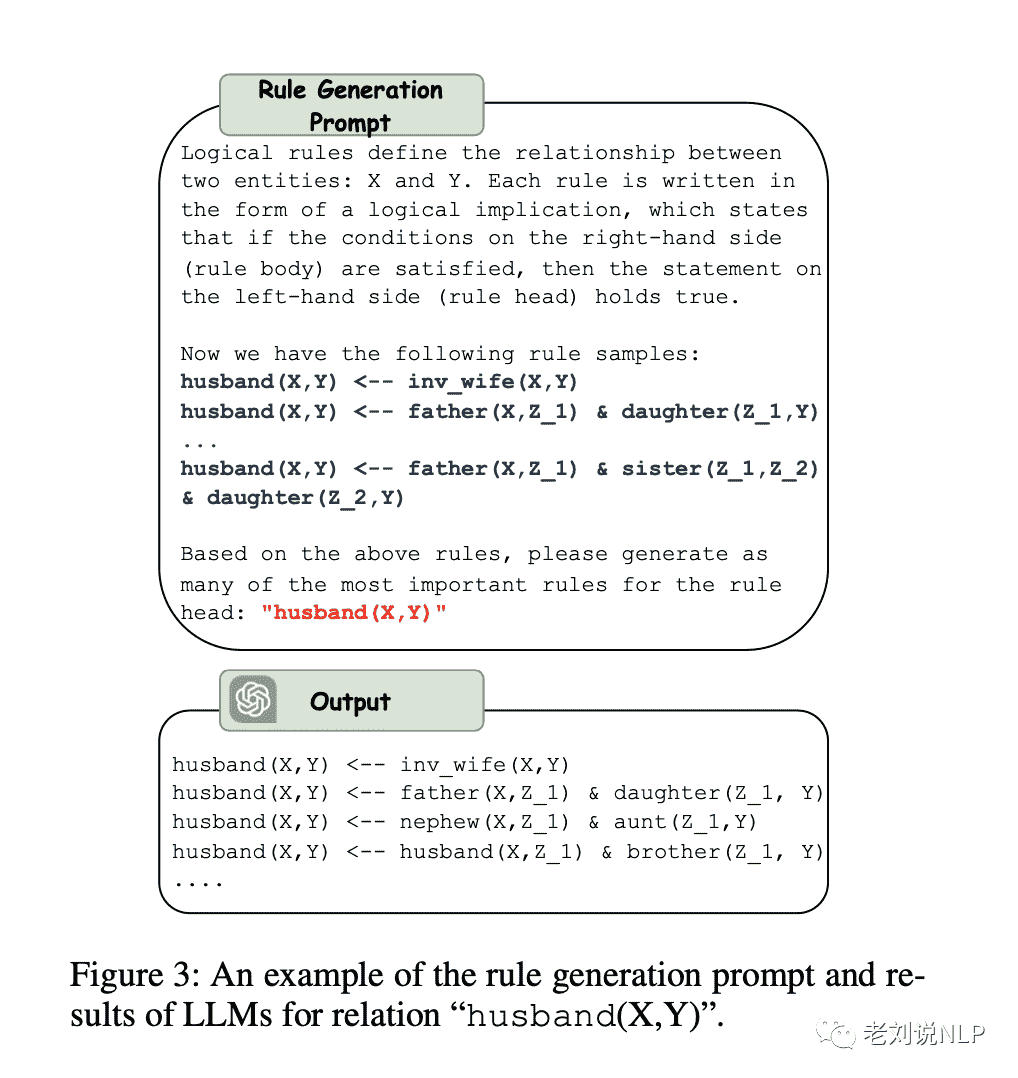 Rule Generation
Prompt
Logical rules define the relationship between
two entities: X and Y. Each rule is written in
the form of a logical implication, which states
that if the conditions on the right-hand side
(rule body) are satisfied, then the statement on
the left-hand side (rule head) holds true.
Now we have the following rule samples:
husband(X,Y) <-- inv_wife(X,Y)
husband(X,Y) <-- father(X,Z_1) & daughter(Z_1,Y)
...
husband(X,Y) <-- father(X,Z_1) & sister(Z_1,Z_2)
& daughter(Z_2,Y)
Based on the above rules, please generate as
many of the most important rules for the rule
head: "husband(X,Y)"
Output
husband(X,Y) <-- inv_wife(X,Y)
husband(X,Y) <-- father(X,Z_1) & daughter(Z_1, Y)
husband(X,Y) <-- nephew(X,Z_1) & aunt(Z_1,Y)
husband(X,Y) <-- husband(X,Z_1) & brother(Z_1, Y)
....
Figure 3: An example of the rule generation prompt and re-
sults of LLMs for relation “husband(X,Y)”.
老刘说NLP